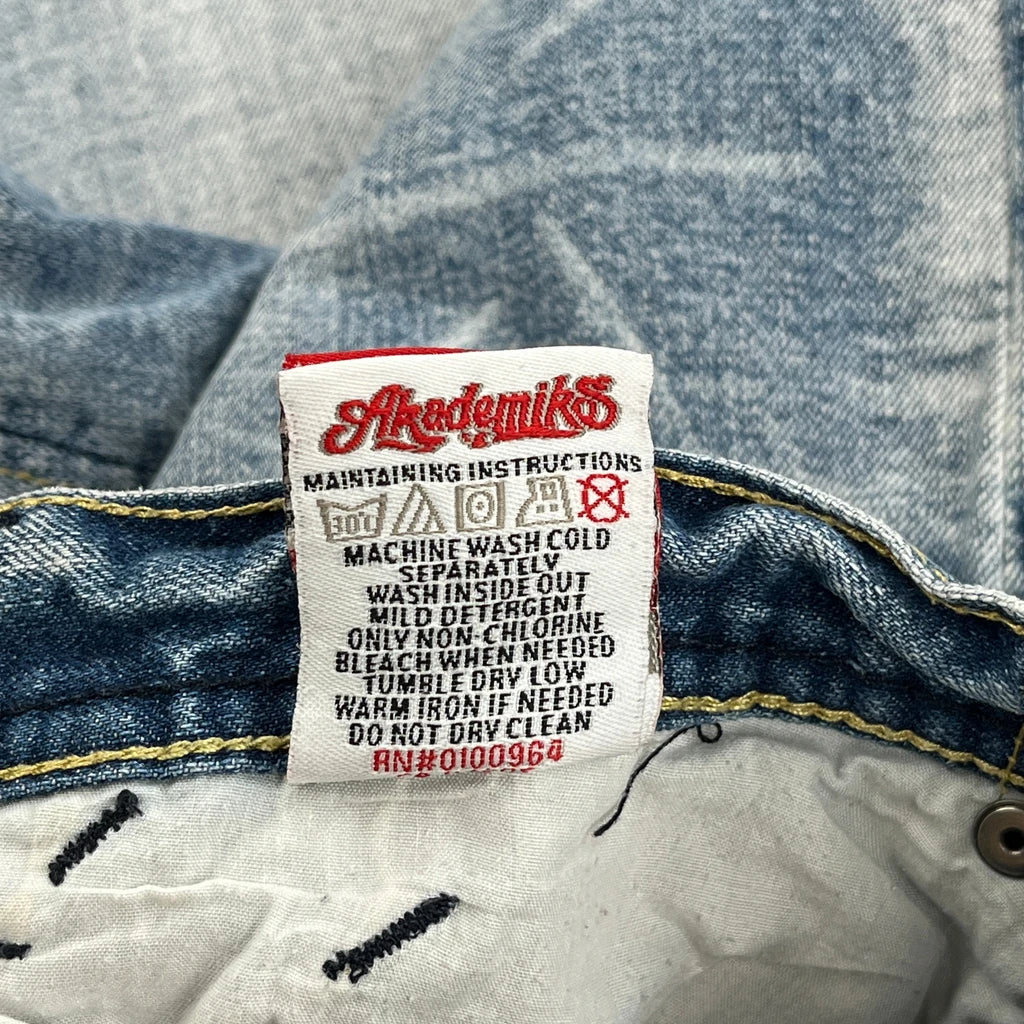 Akademiks
MAINTAINING INSTRUCTIONS
30
MACHINE WASH COLD
SEPARATELY
WASH INSIDE OUT
MILD DETERGENT
ONLY NON-CHLORINE
BLEACH WHEN NEEDED
TUMBLE DRY LOW
WARM IRON IF NEEDED
DO NOT DRY CLEAN
RN#0100964